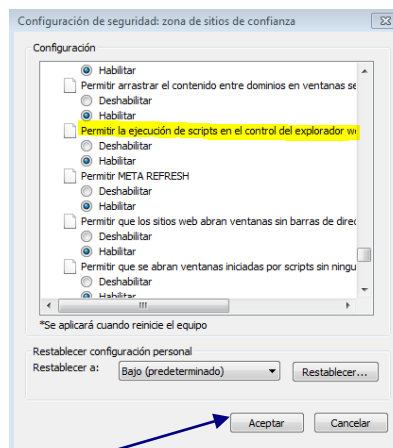 Configuración de seguridad: zona de sitios de confianza
Configuración
Habilitar
Permitir arrastrar el contenido entre dominios en ventanas se
Deshabilitar
Habilitar
Permitir la ejecución de scripts en el control del explorador we
Deshabilitar
Habilitar
Permitir META REFRESH
Deshabilitar
Habilitar
Permitir que los sitios web abran ventanas sin barras de direc
Deshabilitar
Habilitar
Permitir que se abran ventanas iniciadas por scripts sin ningu
Deshabilitar
Habilitar
*Se aplicará cuando reinicie el equipo
Restablecer configuración personal
Restablecer a: Bajo (predeterminado) Restablecer...
Aceptar Cancelar